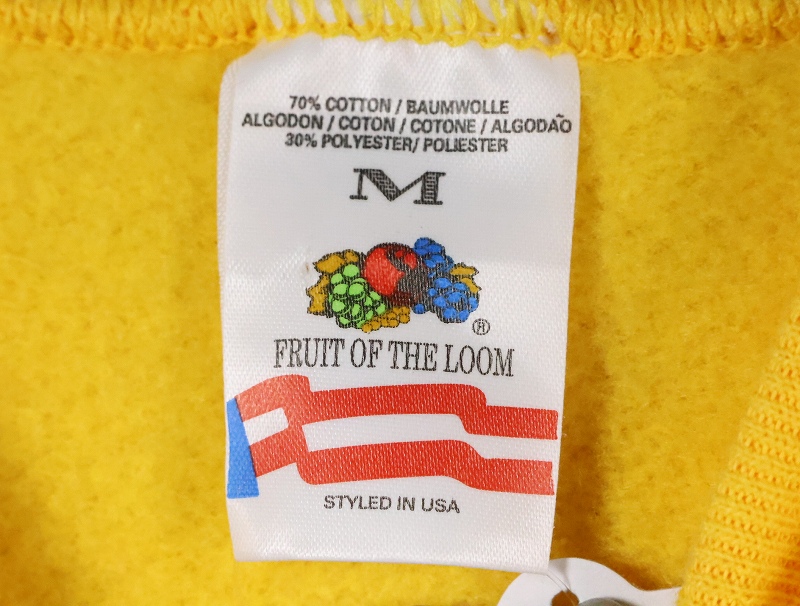 70% COTTON / BAUMWOLLE
ALGODON / COTON / COTONE / ALGODÃO
30% POLYESTER/ POLIESTER
M
®
FRUIT OF THE LOOM
STYLED IN USA